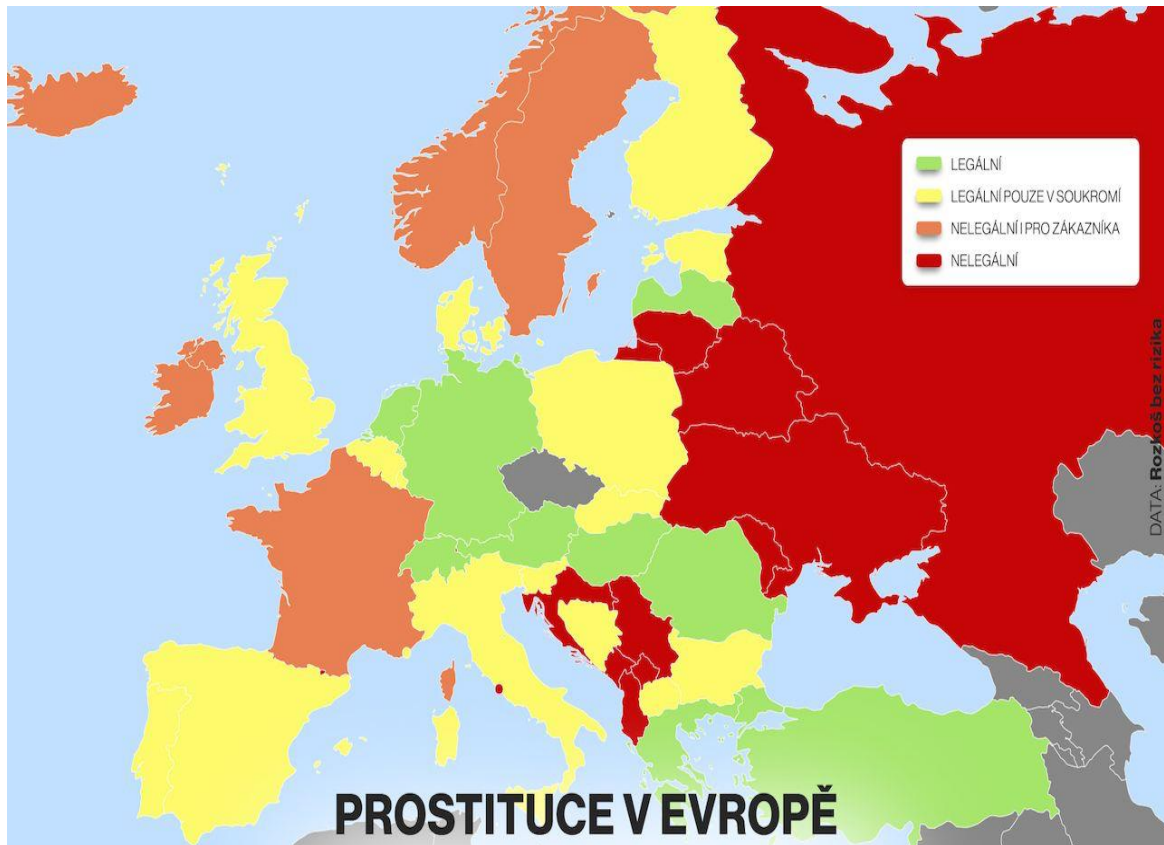 LEGÁLNÍ
LEGÁLNÍ POUZE V SOUKROMÍ
NELEGÁLNÍ I PRO ZÁKAZNÍKA
NELEGÁLNÍ
DATA: Rozkoš bez rizika
PROSTITUCE V EVROPĚ